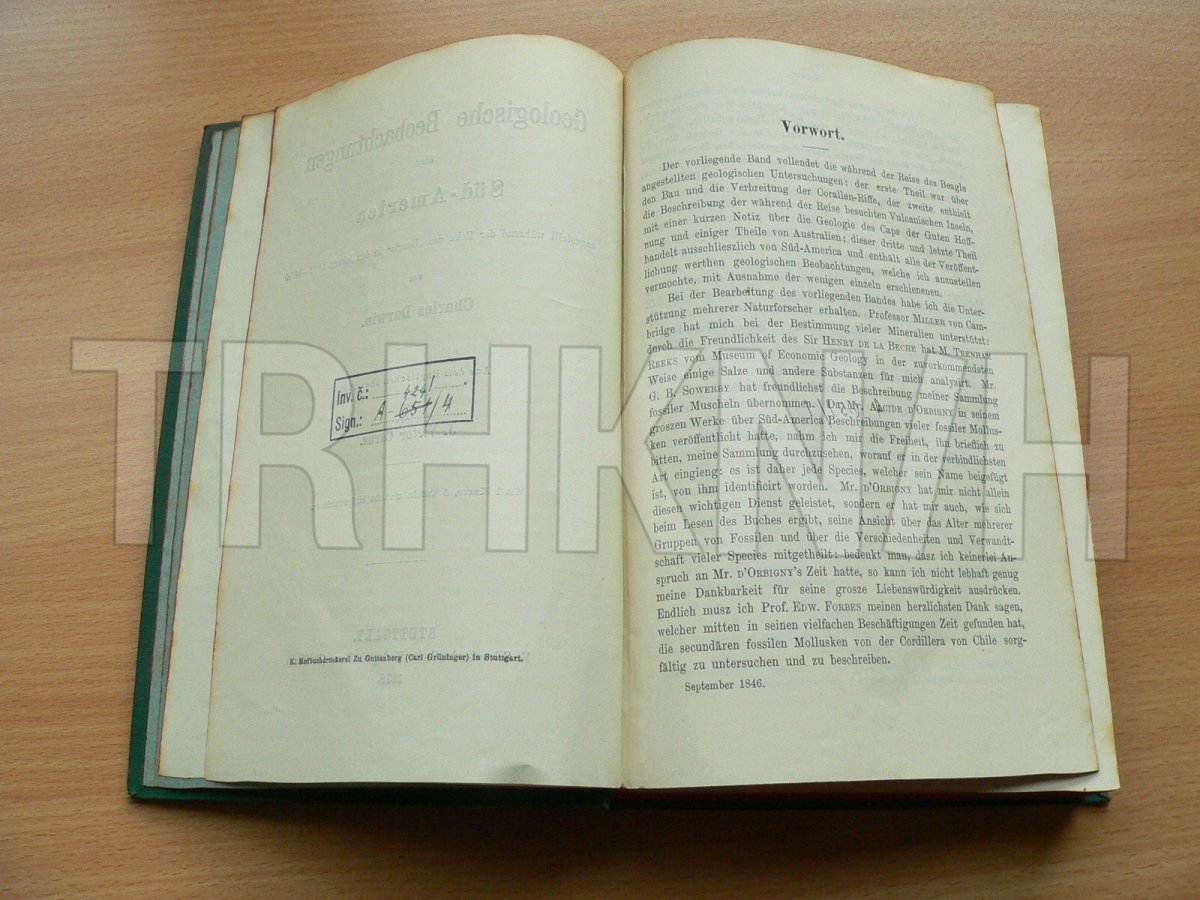 Inv. č.: 4241
Sign.: A 4
K. Hofbuchdruckerei Zu Guttenberg (Carl Grüninger) in Stuttgart.
Vorwort.
Der vorliegende Band vollendet die während der Reise des Beagle
angestellten geologischen Untersuchungen: der erste Theil war über
den Bau und die Verbreitung der Corallen-Riffe, der zweite enthielt
die Beschreibung der während der Reise besuchten Vulcanischen Inseln,
mit einer kurzen Notiz über die Geologie des Caps der Guten Hoff-
nung und einiger Theile von Australien; dieser dritte und letzte Theil
handelt ausschlieszlich von Süd-America und enthält alle der Veröffent-
lichung werthen geologischen Beobachtungen, welche ich anzustellen
vermochte, mit Ausnahme der wenigen einzeln erschienenen.
Bei der Bearbeitung des vorliegenden Bandes habe ich die Unter-
stützung mehrerer Naturforscher erhalten. Professor MILLER von Cam-
bridge hat mich bei der Bestimmung vieler Mineralien unterstützt:
durch die Freundlichkeit des Sir HENRY DE LA BECHE hat M. TRENHAM
REEKS vom Museum of Economic Geology in der zuvorkommendsten
Weise einige Salze und andere Substanzen für mich analysirt. Mr.
G. B. SOWERBY hat freundlichst die Beschreibung meiner Sammlung
fossiler Muscheln übernommen. Da Mr. ALCIDE D'ORBIGNY in seinem
groszen Werke über Süd-America Beschreibungen vieler fossiler Mollus-
ken veröffentlicht hatte, nahm ich mir die Freiheit, ihn brieflich zu
bitten, meine Sammlung durchzusehen, worauf er in der verbindlichsten
Art eingieng: es ist daher jede Species, welcher sein Name beigefügt
ist, von ihm identificirt worden. Mr. D'ORBIGNY hat mir nicht allein
diesen wichtigen Dienst geleistet, sondern er hat mir auch, wie sich
beim Lesen des Buches ergibt, seine Ansicht über das Alter mehrerer
Gruppen von Fossilen und über die Verschiedenheiten und Verwandt-
schaft vieler Species mitgetheilt: bedenkt man, dasz ich keinerlei An-
spruch an Mr. D'ORBIGNY'S Zeit hatte, so kann ich nicht lebhaft genug
meine Dankbarkeit für seine grosze Liebenswürdigkeit ausdrücken.
Endlich musz ich Prof. EDW. FORBES meinen herzlichsten Dank sagen,
welcher mitten in seinen vielfachen Beschäftigungen Zeit gefunden hat,
die secundären fossilen Mollusken von der Cordillera von Chile sorg-
fältig zu untersuchen und zu beschreiben.
September 1846.
TRHKNVH